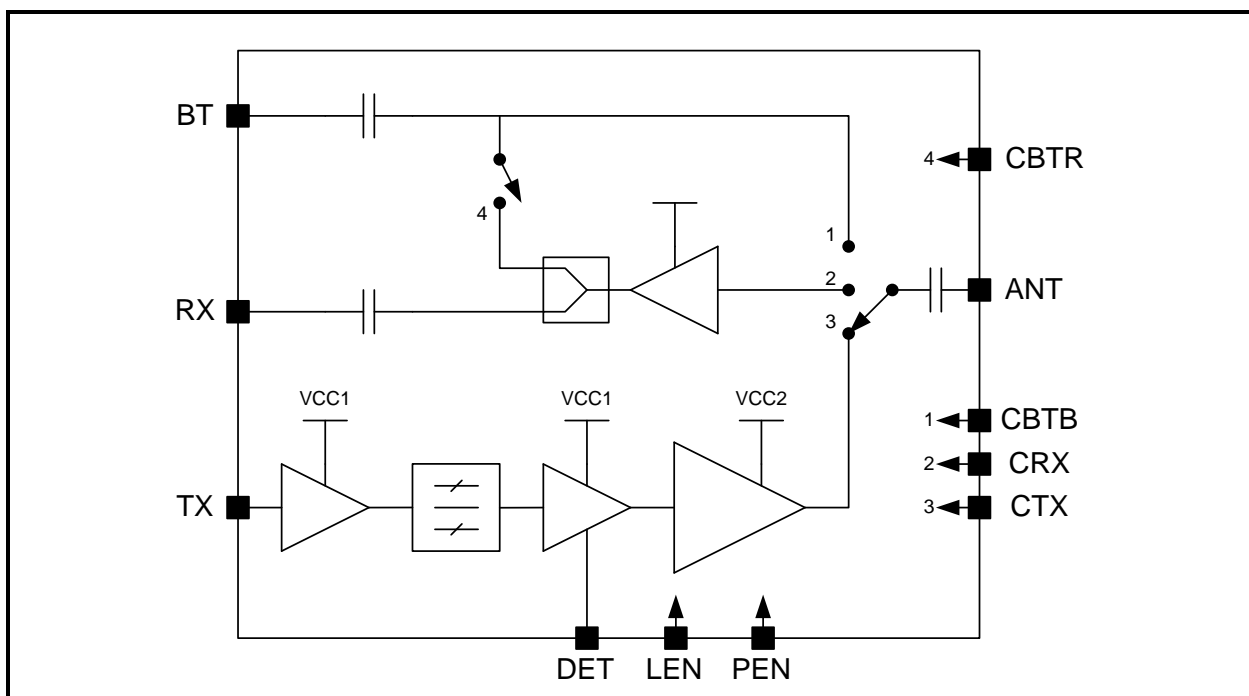 BT
4 CBTR
4
1
2
ANT
RX
3
VCC1
VCC1
VCC2
1 CBTB
2 CRX
TX
3 CTX
DET
LEN
PEN